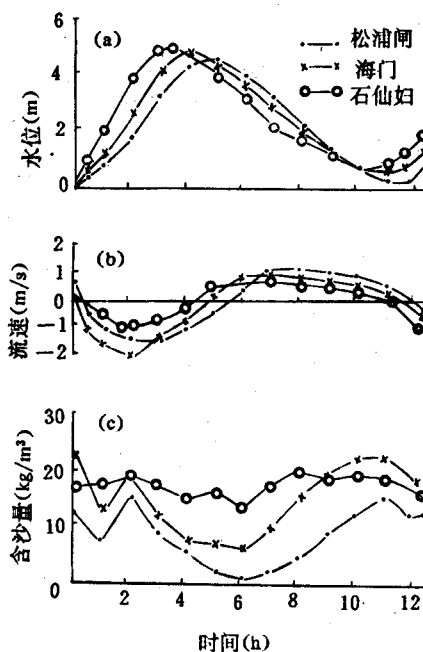 (a)
松浦闸
海门
石仙妇
水位(m)
6
4
2
0
(b)
流速(m/s)
2
1
0
-1
-2
(c)
含沙量(kg/m³)
30
20
10
0
2 4 6 8 10 12
时间(h)